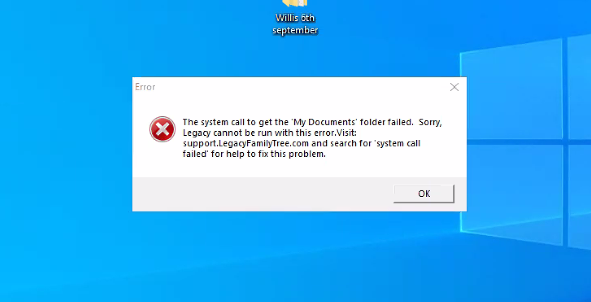 Willis 6th
september
Error
The system call to get the 'My Documents' folder failed.  Sorry,
Legacy cannot be run with this error.Visit:
support.LegacyFamilyTree.com and search for 'system call
failed' for help to fix this problem.
OK